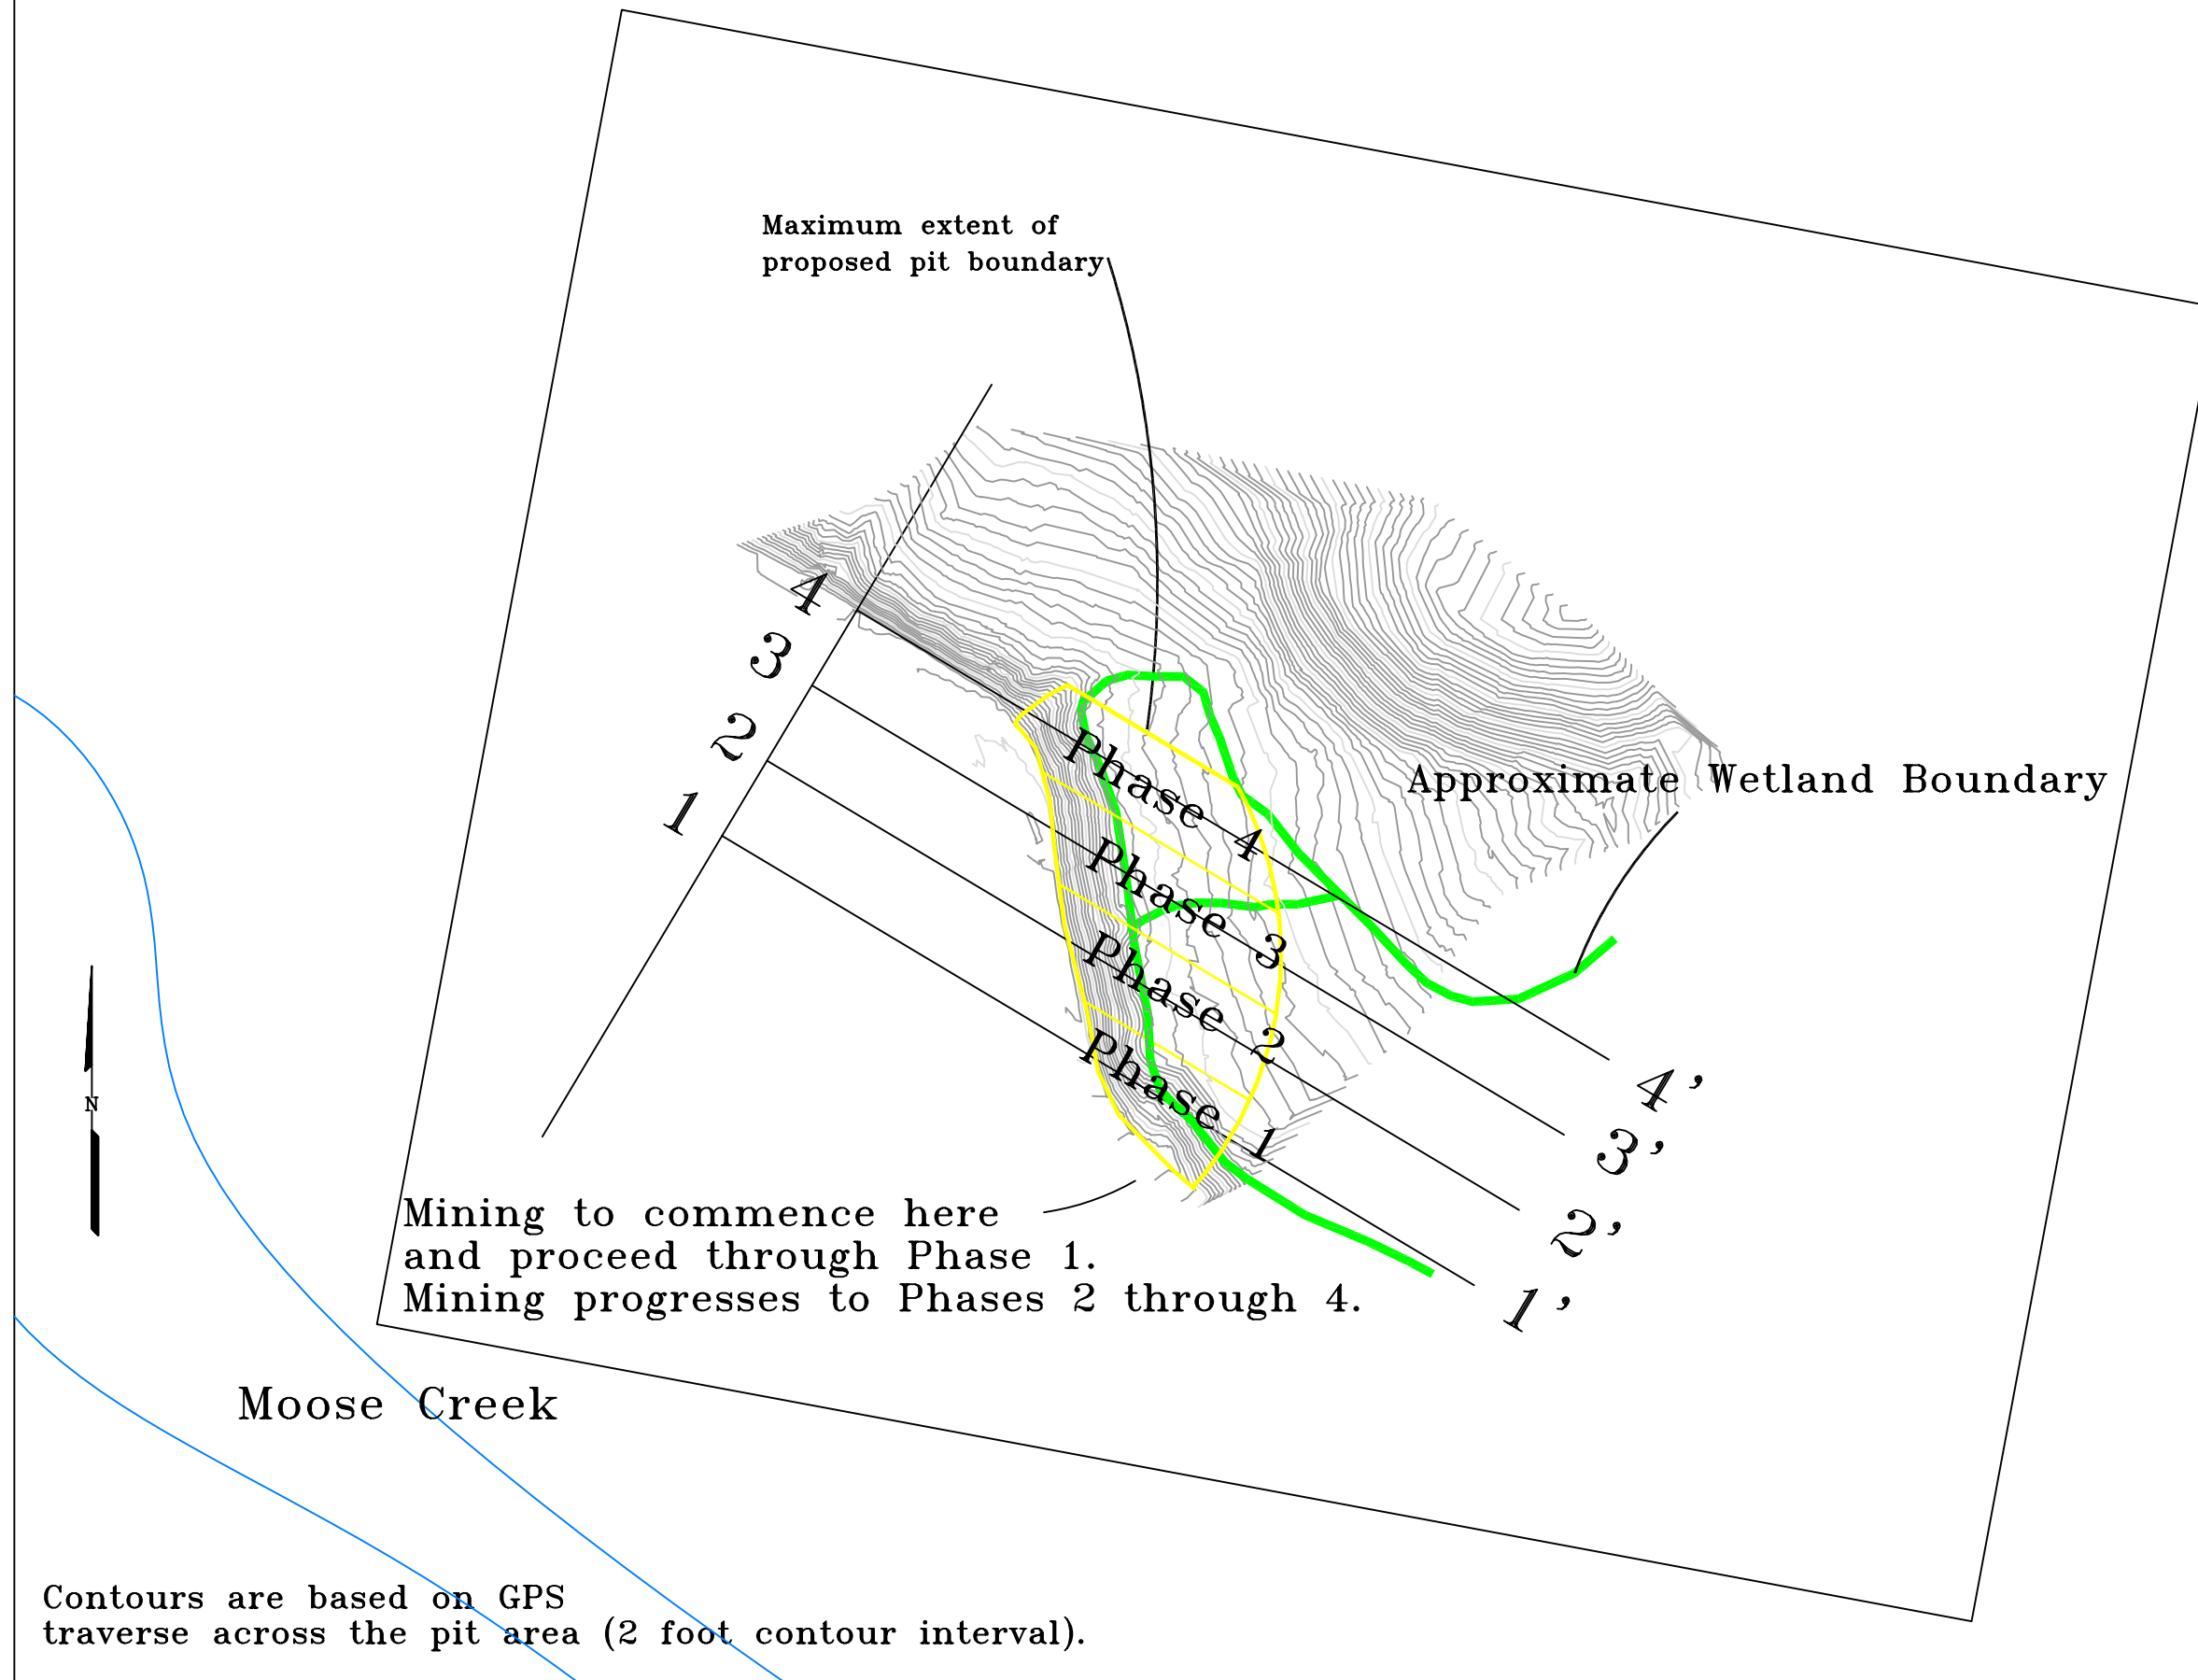 Maximum extent of
proposed pit boundary
4
3
2
1
Phase 4
Phase 3
Phase 2
Phase 1
Approximate Wetland Boundary
4'
3'
2'
1'
N
Mining to commence here
and proceed through Phase 1.
Mining progresses to Phases 2 through 4.
Moose Creek
Contours are based on GPS
traverse across the pit area (2 foot contour interval).